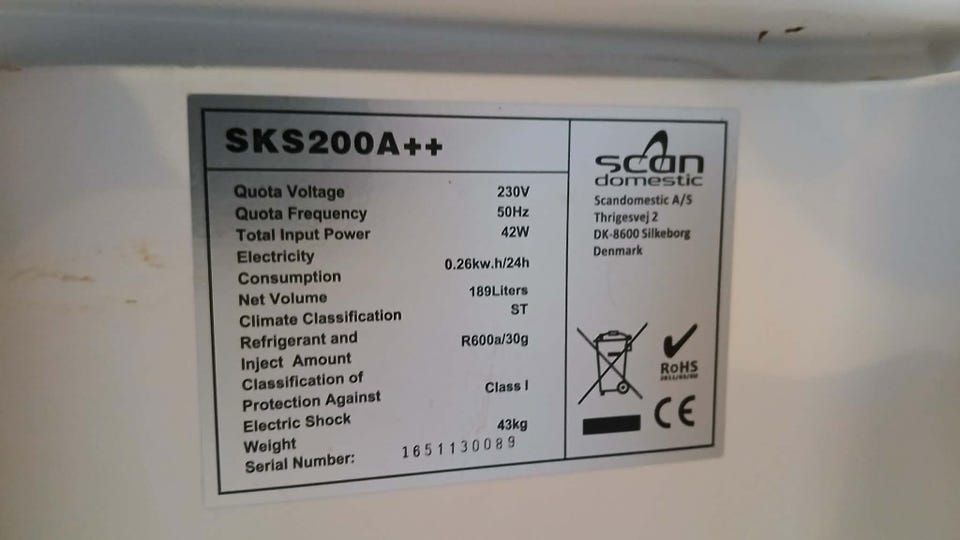 SKS200A++
Quota Voltage 230V
Quota Frequency 50Hz
Total Input Power 42W
Electricity
Consumption 0.26kw.h/24h
Net Volume 189Liters
Climate Classification ST
Refrigerant and
Inject Amount R600a/30g
Classification of
Protection Against
Electric Shock Class I
Weight 43kg
Serial Number: 1651130089
scan
domestic
Scandomestic A/S
Thrigesvej 2
DK-8600 Silkeborg
Denmark
RoHS
CE